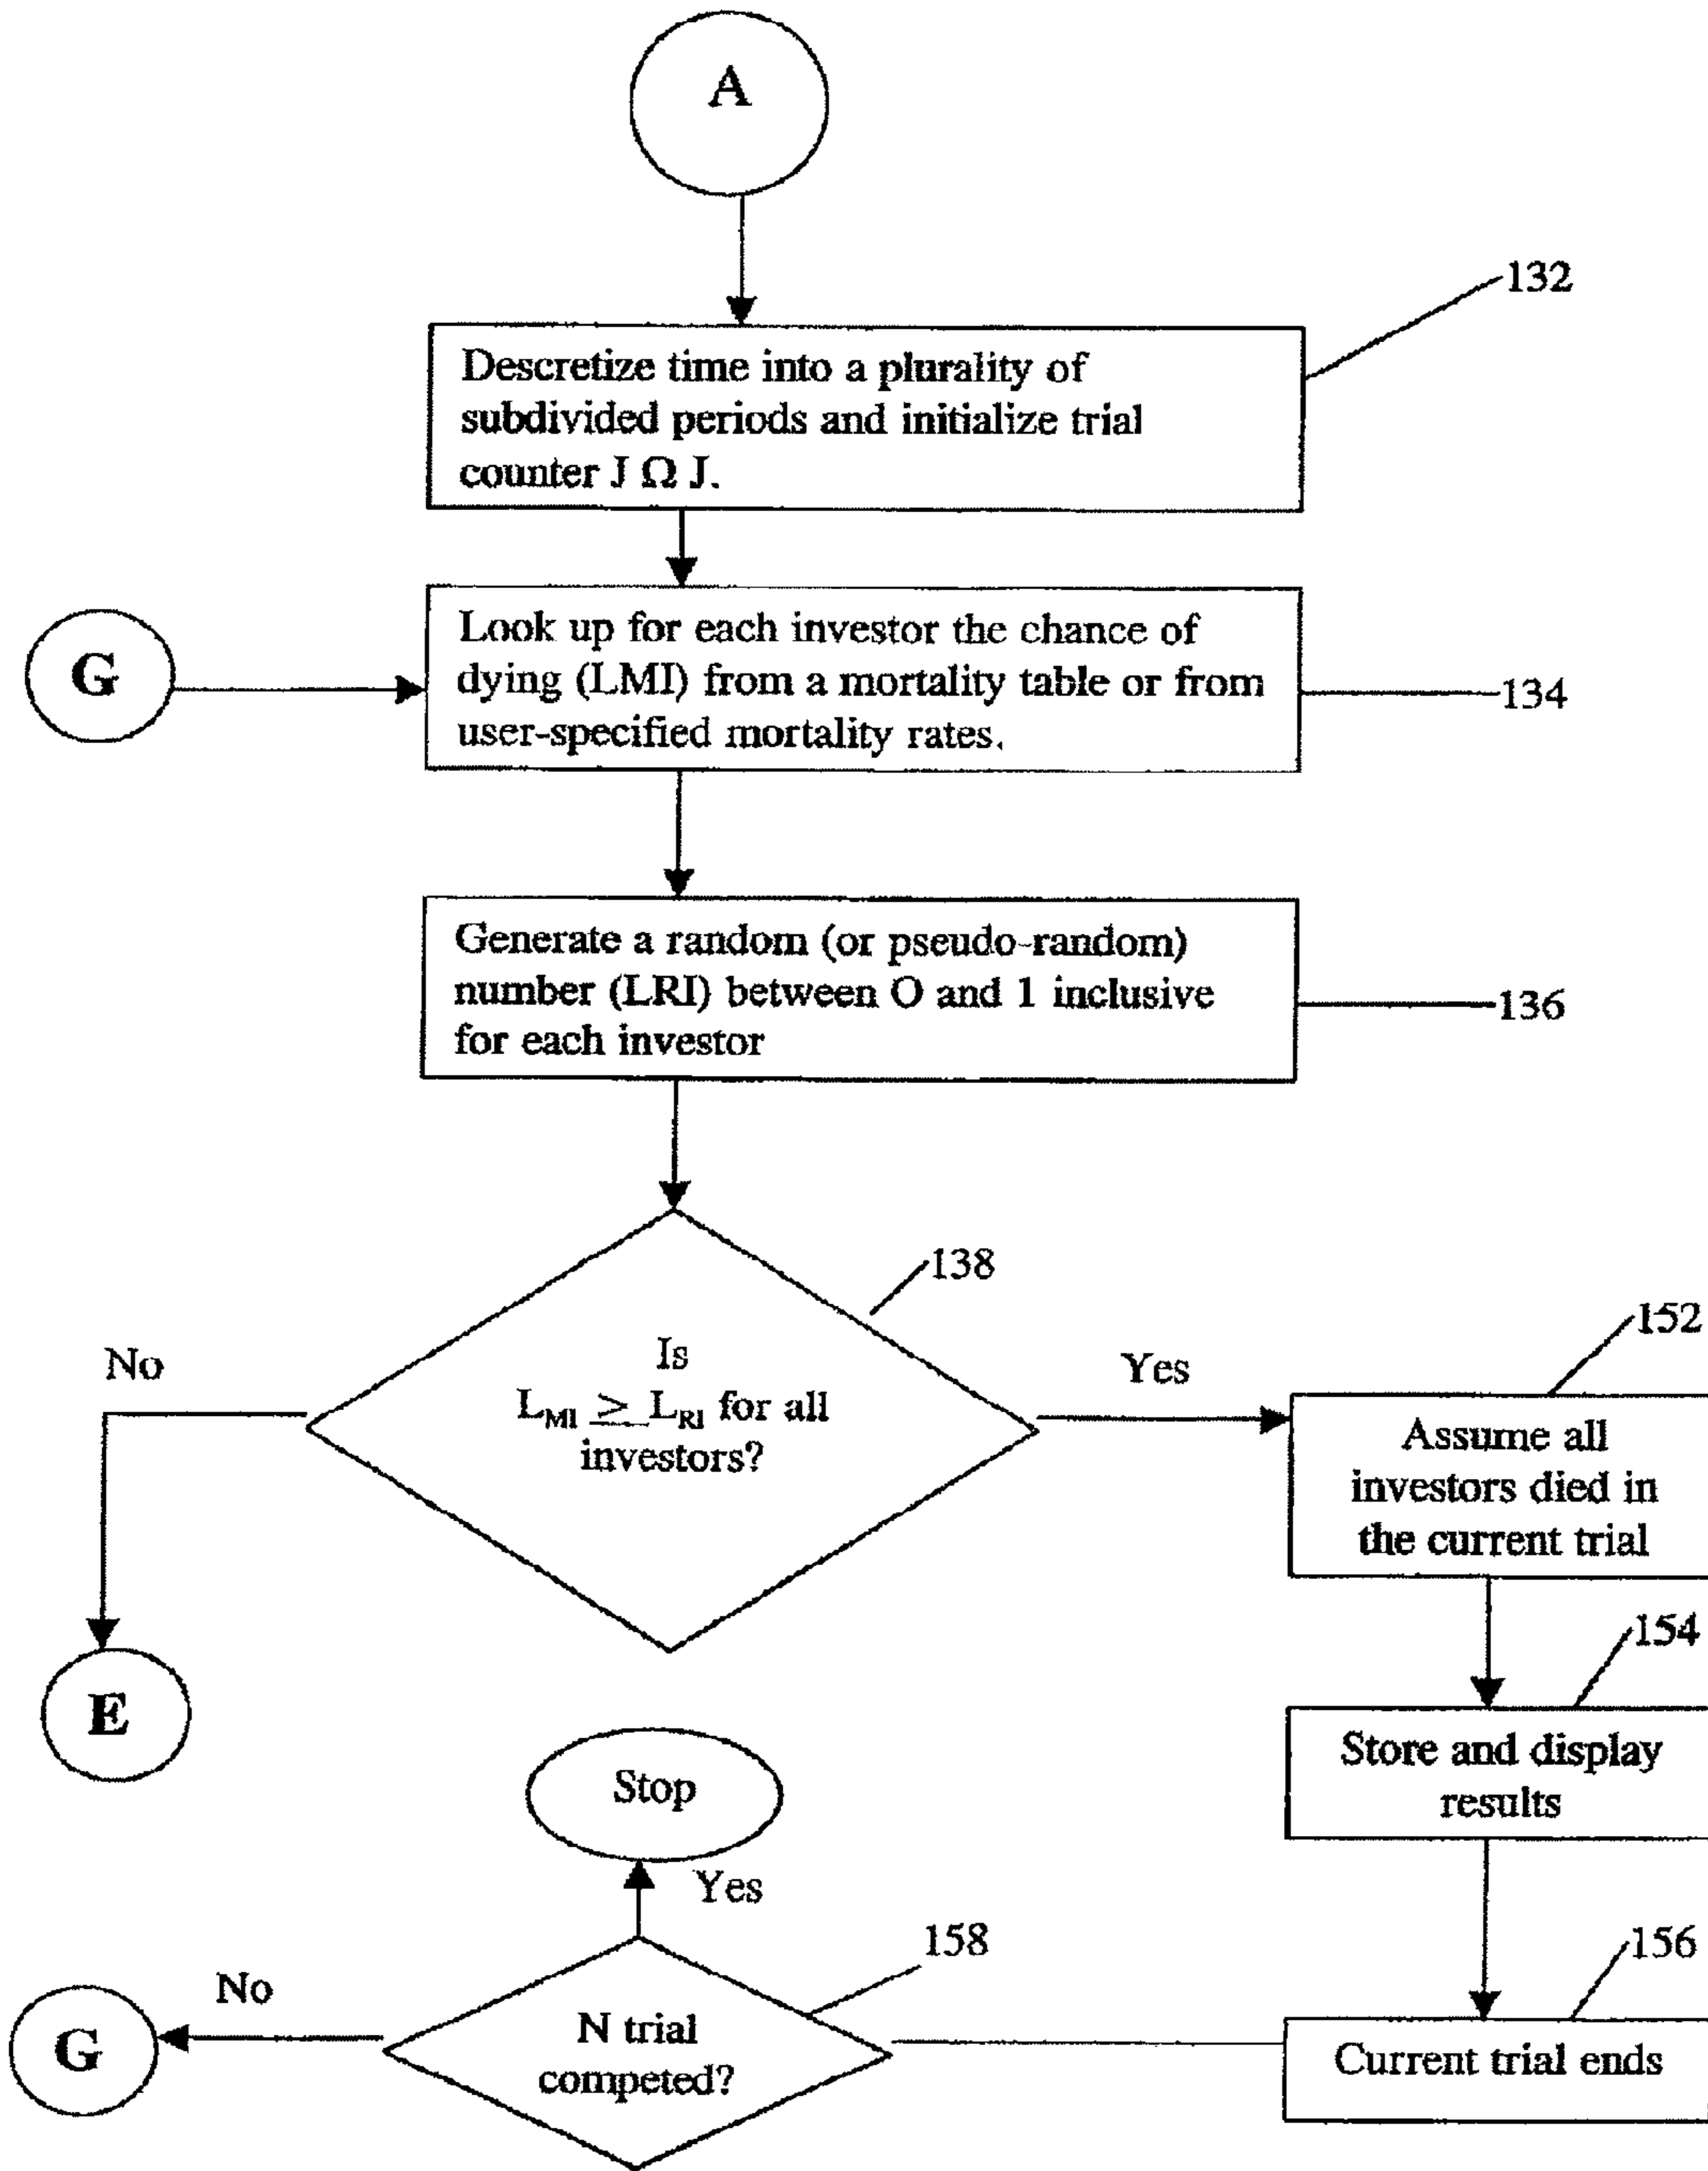 A
132
Descretize time into a plurality of
subdivided periods and initialize trial
counter J Ω J.
G
Look up for each investor the chance of
dying (LMI) from a mortality table or from
user-specified mortality rates.
134
Generate a random (or pseudo-random)
number (LRI) between O and 1 inclusive
for each investor
136
138
Is
L_MI ≥ L_RI for all
investors?
No
Yes
152
Assume all
investors died in
the current trial
E
154
Store and display
results
Stop
Yes
158
156
No
G
N trial
competed?
Current trial ends